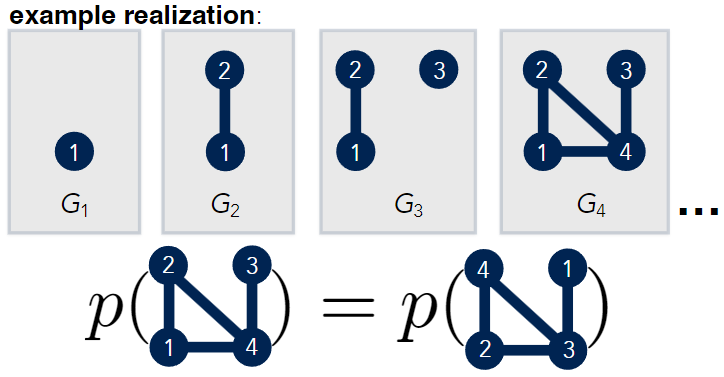 example realization:
1 2 1 2 3 1 2 3 1 4
G1 G2 G3 G4 ...
p( 2 3 1 4 ) = p( 4 1 2 3 )